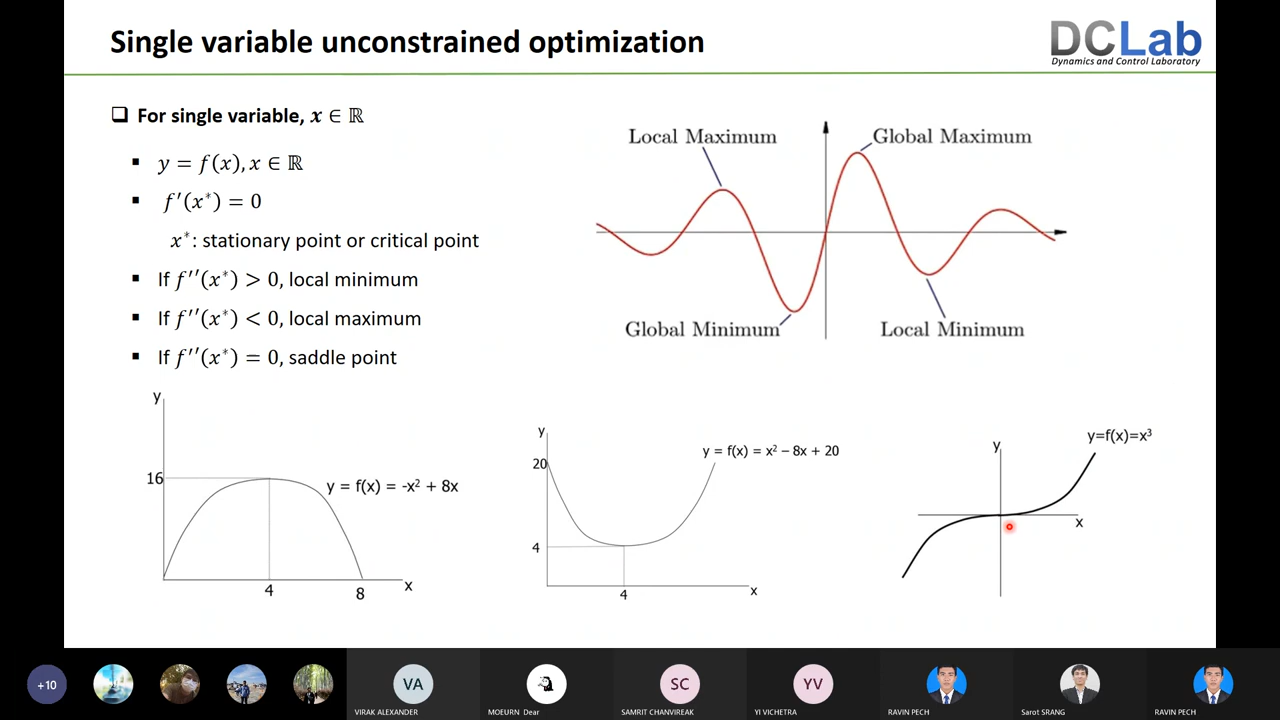 Single variable unconstrained optimization
DCLab
Dynamics and Control Laboratory
For single variable, x ∈ ℝ
y = f(x), x ∈ ℝ
f′(x*) = 0
x*: stationary point or critical point
If f′′(x*) > 0, local minimum
If f′′(x*) < 0, local maximum
If f′′(x*) = 0, saddle point
Local Maximum
Global Maximum
Global Minimum
Local Minimum
y
16
y = f(x) = -x² + 8x
4
8
x
y
20
y = f(x) = x² – 8x + 20
4
4
x
y
y=f(x)=x³
x
+10
VA
SC
YV
VIRAK ALEXANDER
MOEURN Dear
SAMRIT CHANVIREAK
YI VICHETRA
RAVIN PECH
Sarot SRANG
RAVIN PECH